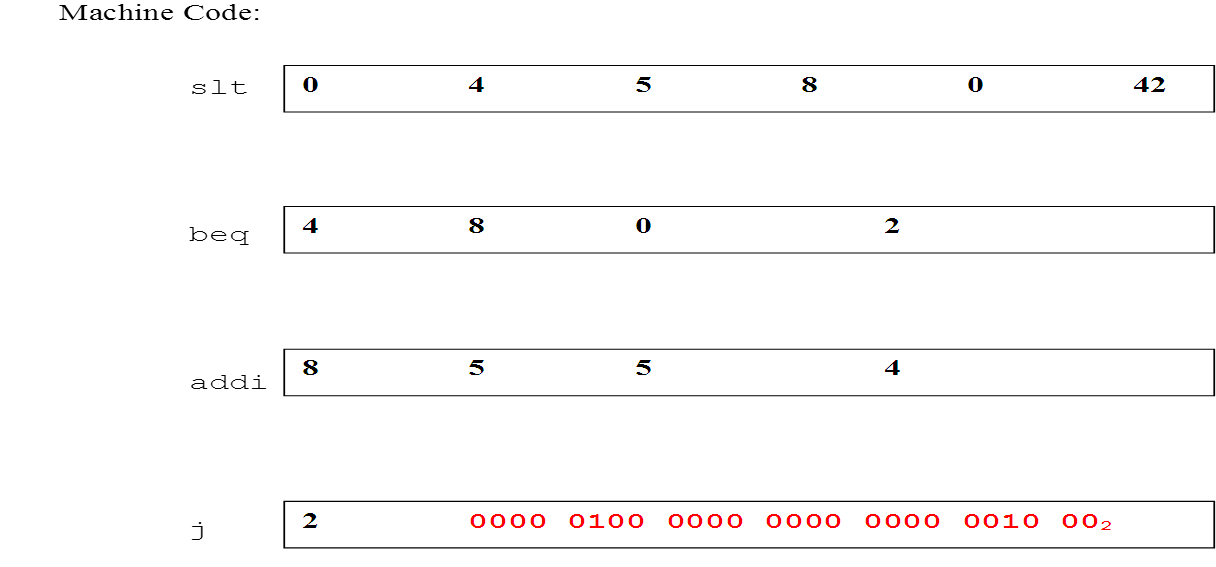 Machine Code:
slt 0 4 5 8 0 42
beq 4 8 0 2
addi 8 5 5 4
j 2 0000 0100 0000 0000 0000 0010 00₂